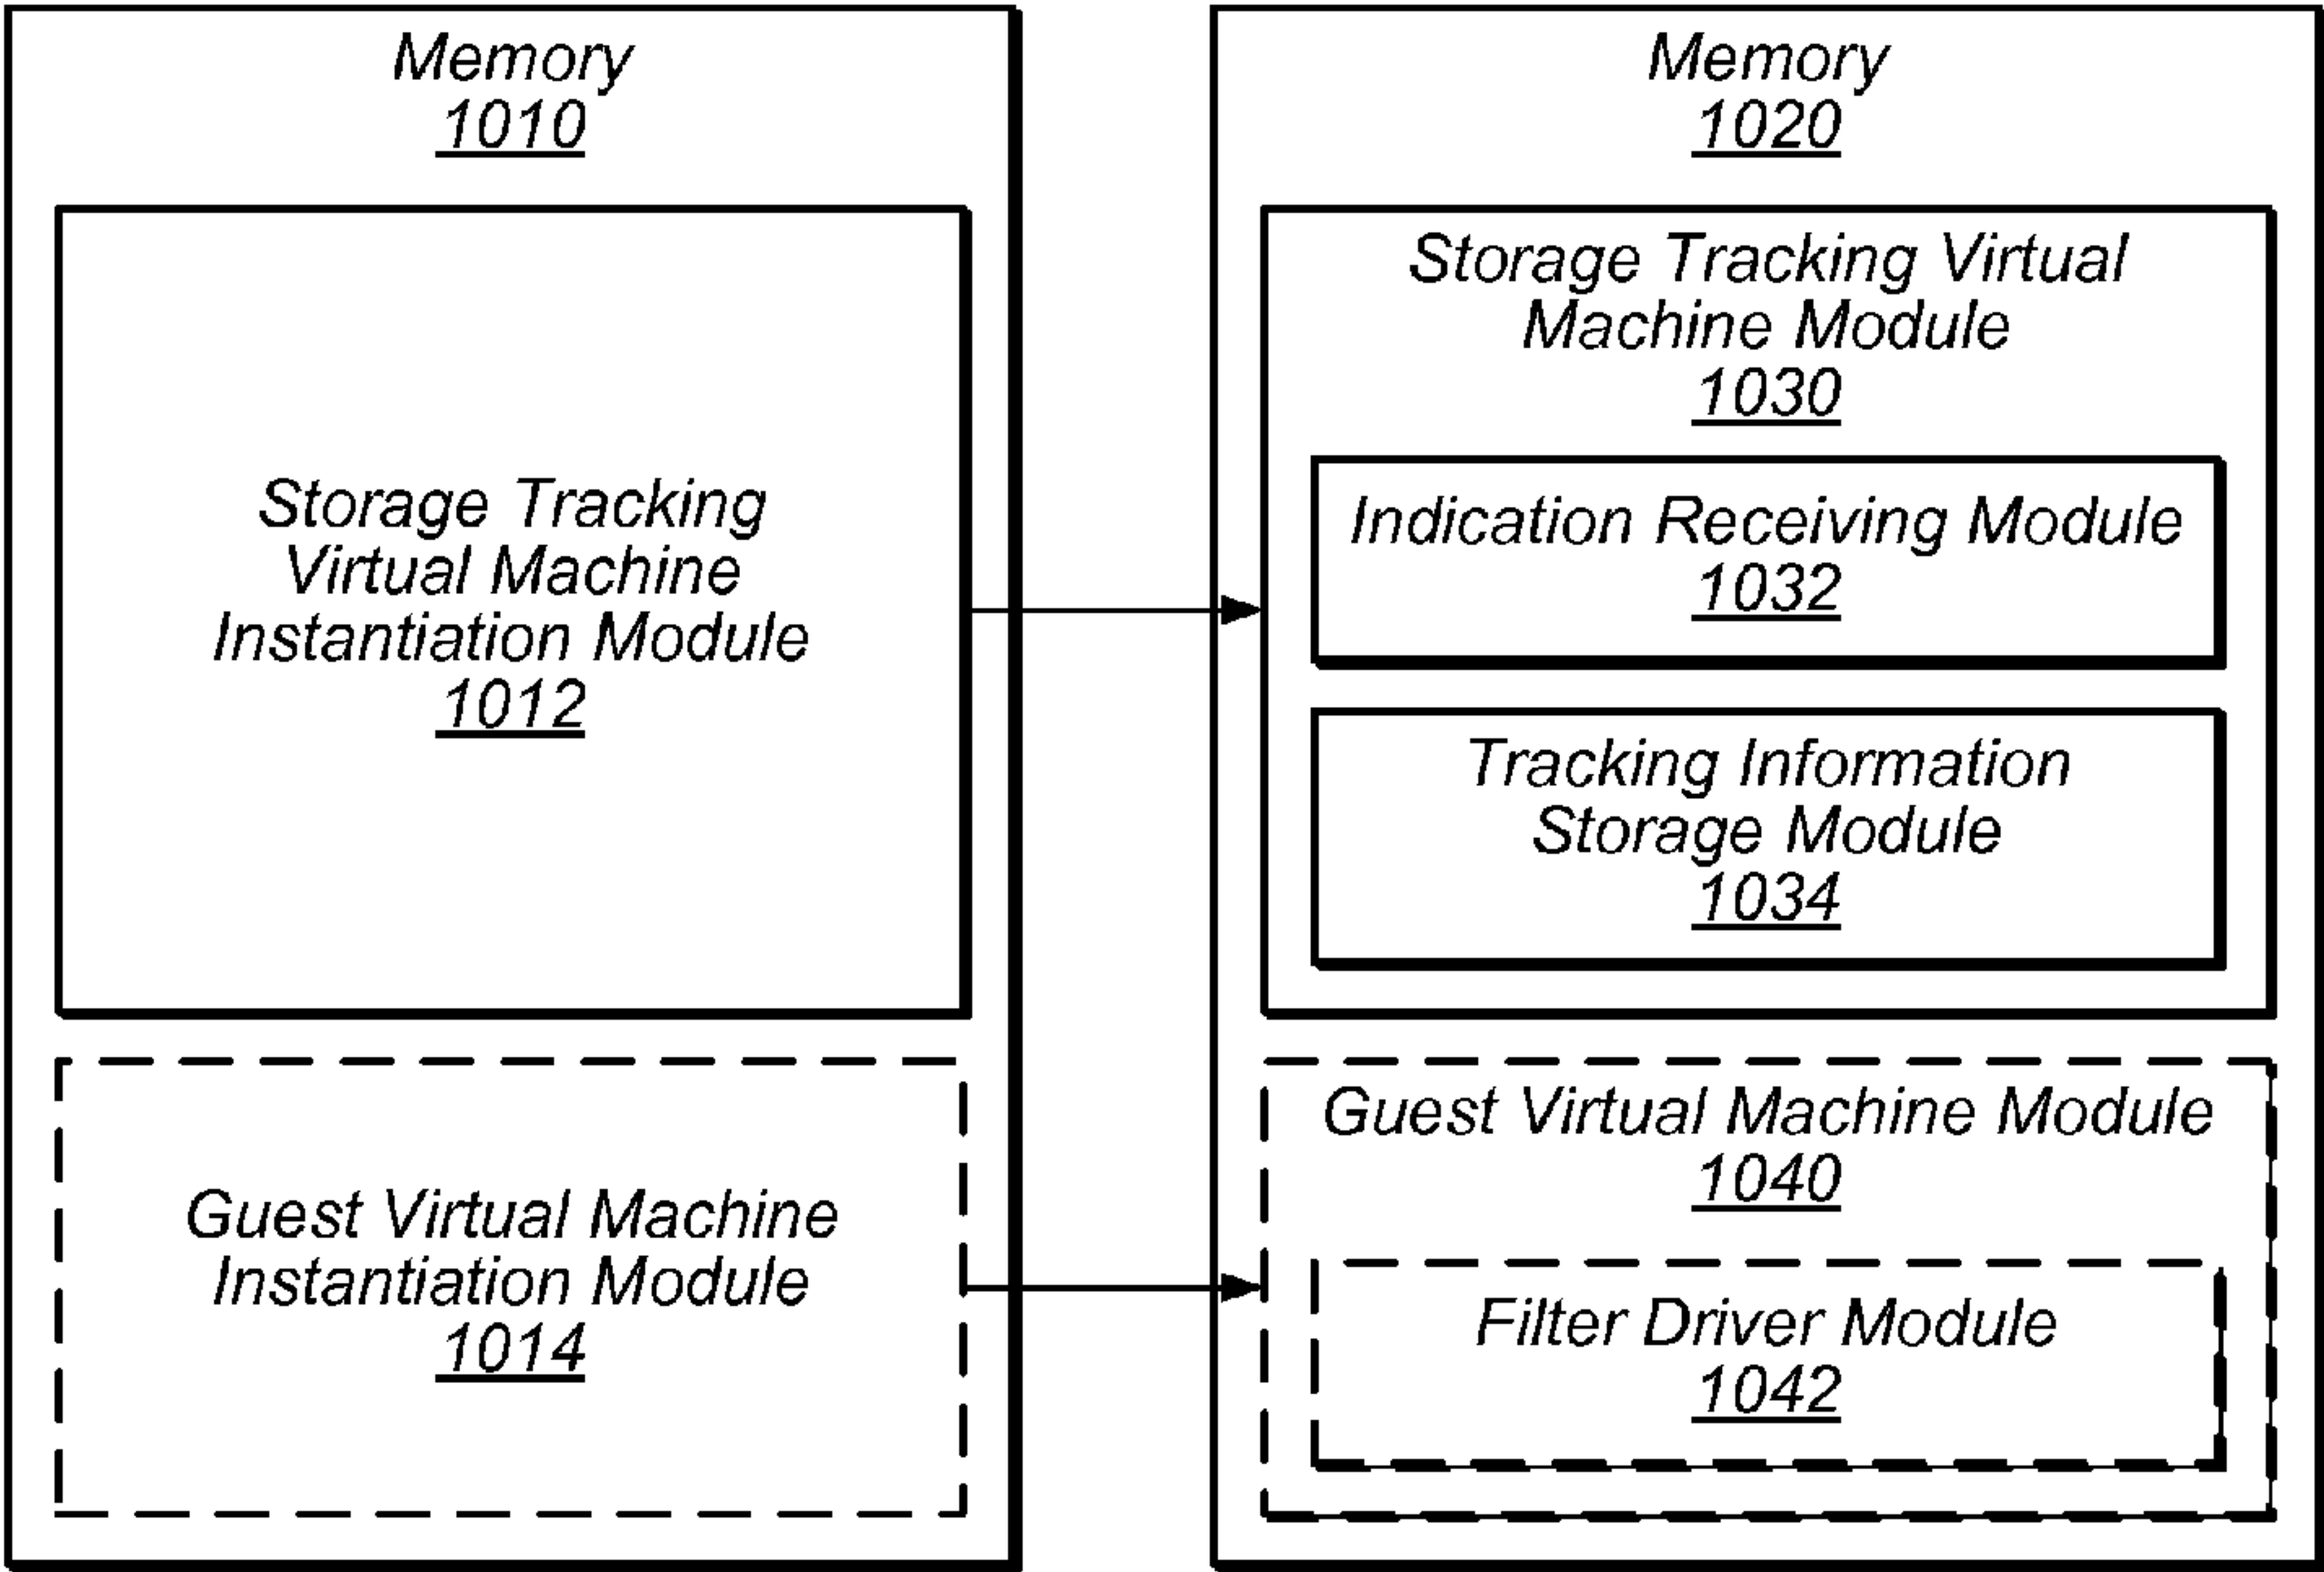 Memory
1010
Storage Tracking
Virtual Machine
Instantiation Module
1012
Guest Virtual Machine
Instantiation Module
1014
Memory
1020
Storage Tracking Virtual
Machine Module
1030
Indication Receiving Module
1032
Tracking Information
Storage Module
1034
Guest Virtual Machine Module
1040
Filter Driver Module
1042